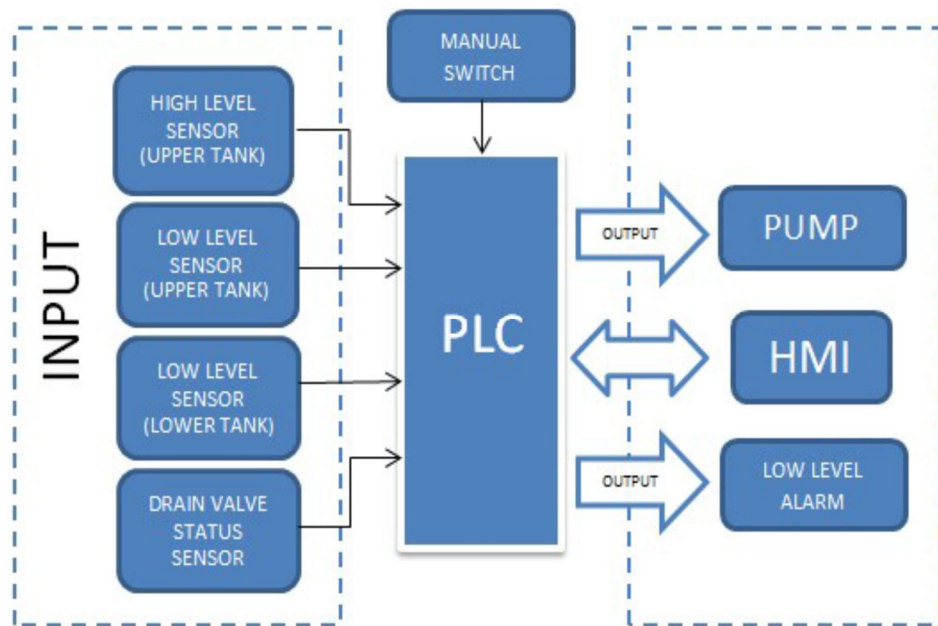 MANUAL
SWITCH
INPUT
HIGH LEVEL
SENSOR
(UPPER TANK)
LOW LEVEL
SENSOR
(UPPER TANK)
LOW LEVEL
SENSOR
(LOWER TANK)
DRAIN VALVE
STATUS
SENSOR
PLC
OUTPUT
PUMP
HMI
OUTPUT
LOW LEVEL
ALARM